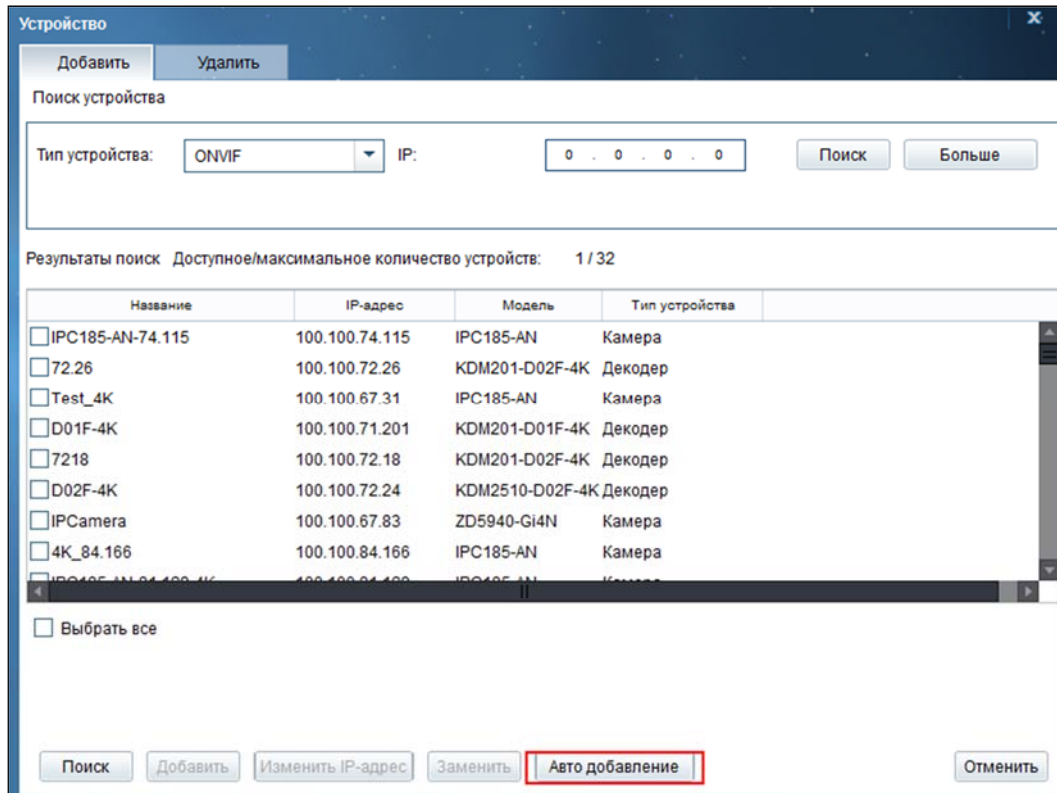 Устройство
Добавить Удалить
Поиск устройства
Тип устройства: ONVIF IP: 0 . 0 . 0 . 0 Поиск Больше
Результаты поиск Доступное/максимальное количество устройств: 1 / 32
Название IP-адрес Модель Тип устройства
IPC185-AN-74.115 100.100.74.115 IPC185-AN Камера
72.26 100.100.72.26 KDM201-D02F-4K Декодер
Test_4K 100.100.67.31 IPC185-AN Камера
D01F-4K 100.100.71.201 KDM201-D01F-4K Декодер
7218 100.100.72.18 KDM201-D02F-4K Декодер
D02F-4K 100.100.72.24 KDM2510-D02F-4K Декодер
IPCamera 100.100.67.83 ZD5940-Gi4N Камера
4K_84.166 100.100.84.166 IPC185-AN Камера
Выбрать все
Поиск Добавить Изменить IP-адрес Заменить Авто добавление Отменить